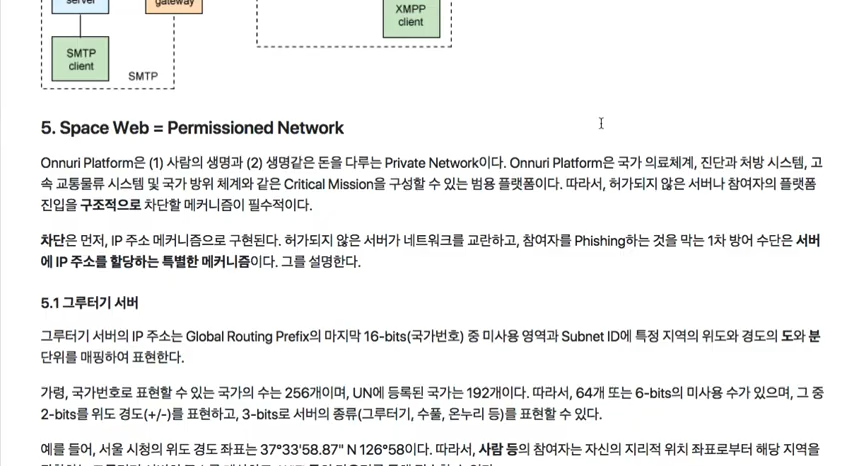 server
gateway
XMPP
client
SMTP
client
SMTP
5. Space Web = Permissioned Network
Onnuri Platform은 (1) 사람의 생명과 (2) 생명같은 돈을 다루는 Private Network이다. Onnuri Platform은 국가 의료체계, 진단과 처방 시스템, 고
속 교통물류 시스템 및 국가 방위 체계와 같은 Critical Mission을 구성할 수 있는 범용 플랫폼이다. 따라서, 허가되지 않은 서버나 참여자의 플랫폼
진입을 구조적으로 차단할 메커니즘이 필수적이다.
차단은 먼저, IP 주소 메커니즘으로 구현된다. 허가되지 않은 서버가 네트워크를 교란하고, 참여자를 Phishing하는 것을 막는 1차 방어 수단은 서버
에 IP 주소를 할당하는 특별한 메커니즘이다. 그를 설명한다.
5.1 그루터기 서버
그루터기 서버의 IP 주소는 Global Routing Prefix의 마지막 16-bits(국가번호) 중 미사용 영역과 Subnet ID에 특정 지역의 위도와 경도의 도와 분
단위를 매핑하여 표현한다.
가령, 국가번호로 표현할 수 있는 국가의 수는 256개이며, UN에 등록된 국가는 192개이다. 따라서, 64개 또는 6-bits의 미사용 수가 있으며, 그 중
2-bits를 위도 경도(+/-)를 표현하고, 3-bits로 서버의 종류(그루터기, 수풀, 온누리 등)를 표현할 수 있다.
예를 들어, 서울 시청의 위도 경도 좌표는 37°33'58.87" N 126°58이다. 따라서, 사람 등의 참여자는 자신의 지리적 위치 좌표로부터 해당 지역을